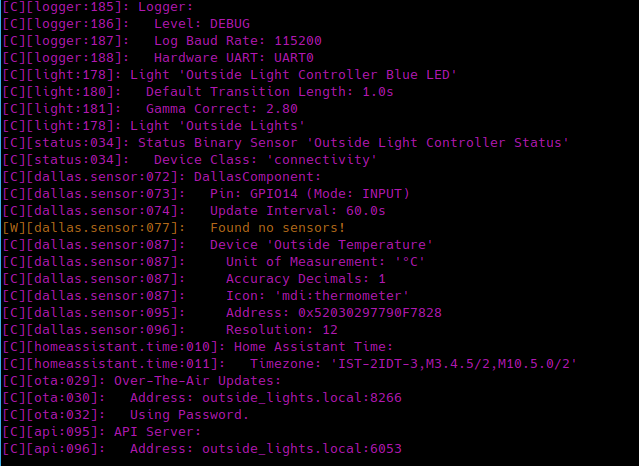 [C][logger:185]: Logger:
[C][logger:186]:   Level: DEBUG
[C][logger:187]:   Log Baud Rate: 115200
[C][logger:188]:   Hardware UART: UART0
[C][light:178]: Light 'Outside Light Controller Blue LED'
[C][light:180]:   Default Transition Length: 1.0s
[C][light:181]:   Gamma Correct: 2.80
[C][light:178]: Light 'Outside Lights'
[C][status:034]: Status Binary Sensor 'Outside Light Controller Status'
[C][status:034]:   Device Class: 'connectivity'
[C][dallas.sensor:072]: DallasComponent:
[C][dallas.sensor:073]:   Pin: GPIO14 (Mode: INPUT)
[C][dallas.sensor:074]:   Update Interval: 60.0s
[W][dallas.sensor:077]:   Found no sensors!
[C][dallas.sensor:087]:   Device 'Outside Temperature'
[C][dallas.sensor:087]:     Unit of Measurement: '°C'
[C][dallas.sensor:087]:     Accuracy Decimals: 1
[C][dallas.sensor:087]:     Icon: 'mdi:thermometer'
[C][dallas.sensor:095]:     Address: 0x52030297790F7828
[C][dallas.sensor:096]:     Resolution: 12
[C][homeassistant.time:010]: Home Assistant Time:
[C][homeassistant.time:011]:   Timezone: 'IST-2IDT-3,M3.4.5/2,M10.5.0/2'
[C][ota:029]: Over-The-Air Updates:
[C][ota:030]:   Address: outside_lights.local:8266
[C][ota:032]:   Using Password.
[C][api:095]: API Server:
[C][api:096]:   Address: outside_lights.local:6053